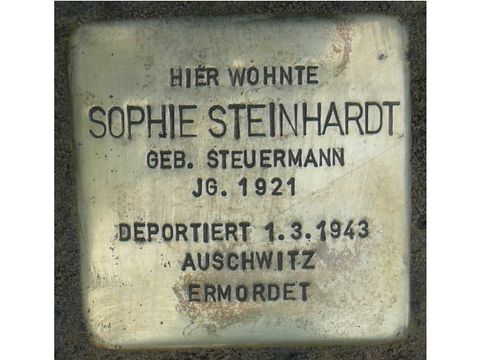 HIER WOHNTE
SOPHIE STEINHARDT
GEB. STEUERMANN
JG. 1921
DEPORTIERT 1.3.1943
AUSCHWITZ
ERMORDET